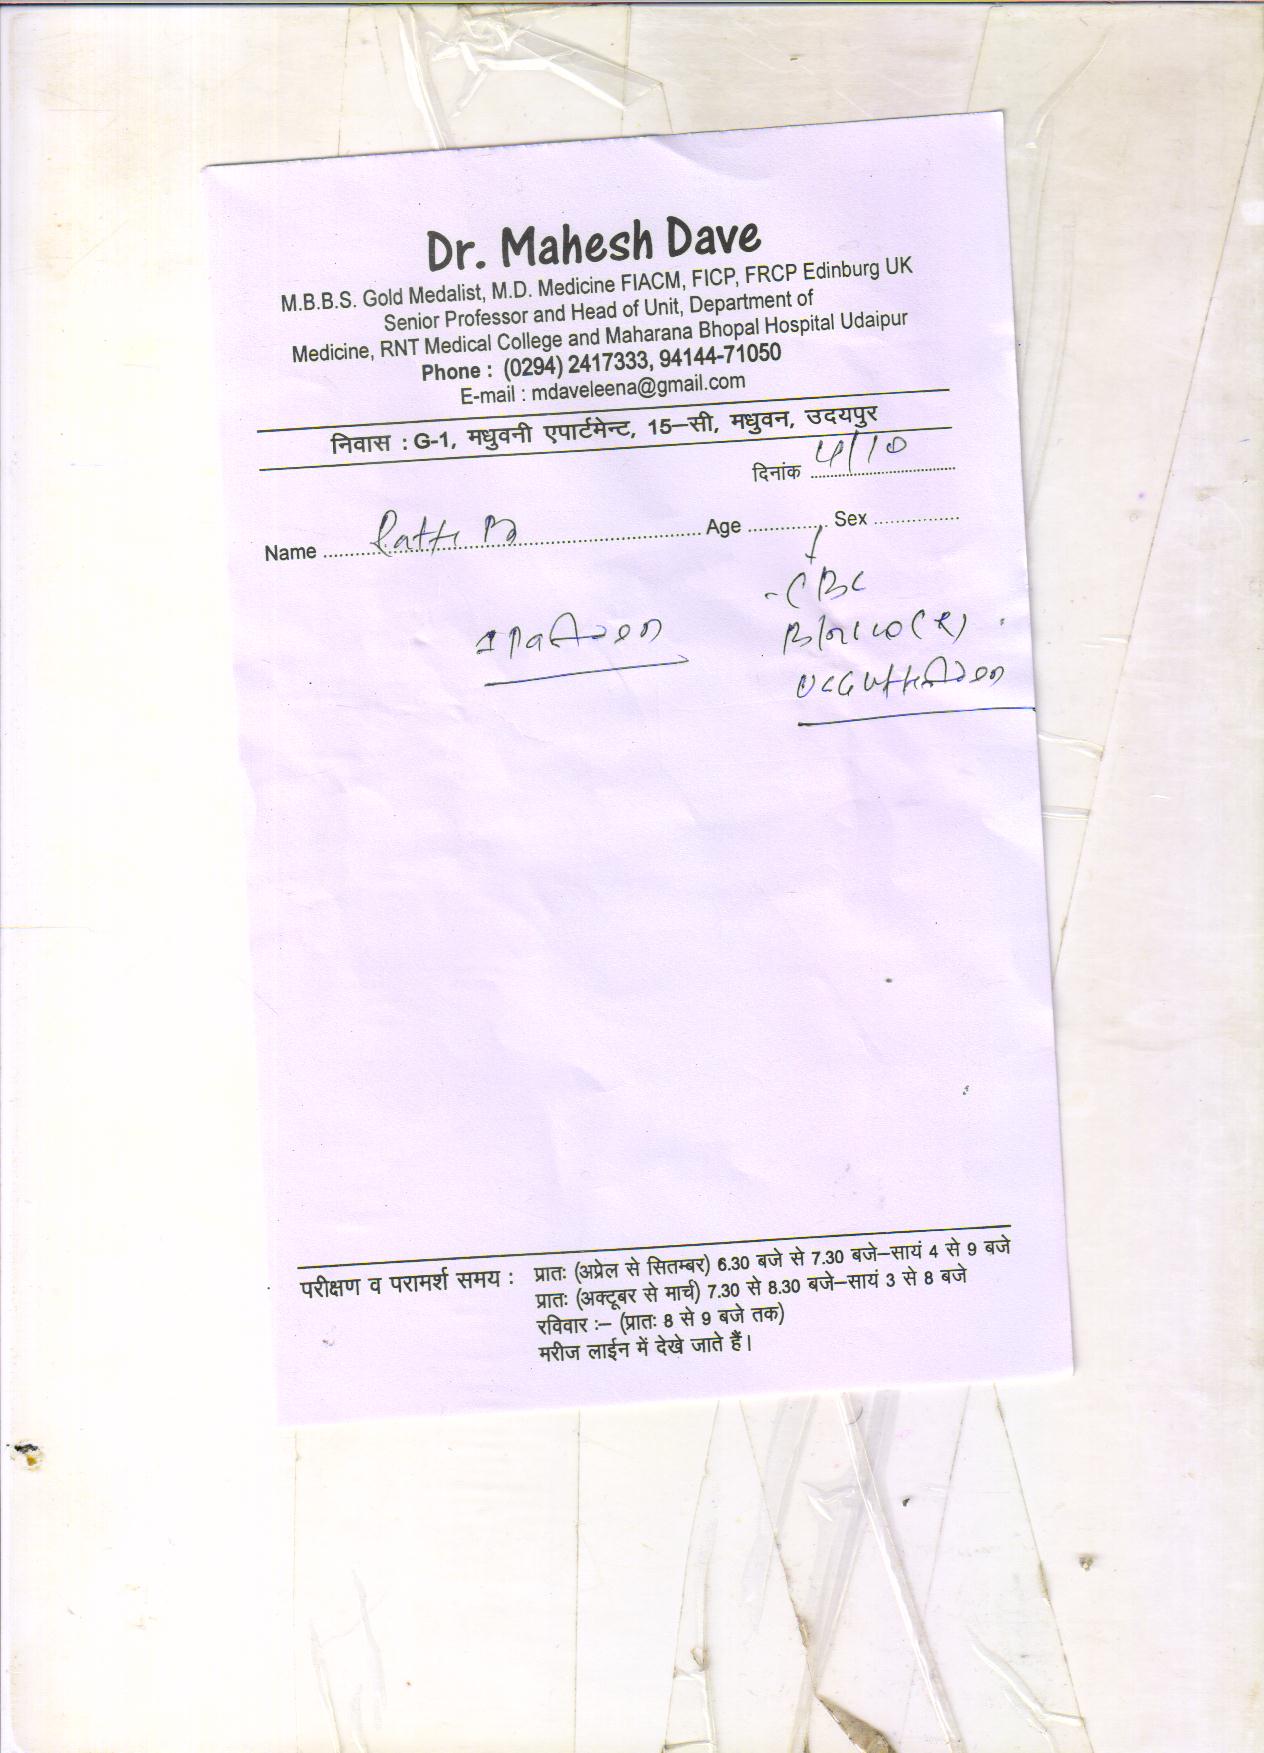 Dr. Mahesh Dave
M.B.B.S. Gold Medalist, M.D. Medicine FIACM, FICP, FRCP Edinburg UK
Senior Professor and Head of Unit, Department of
Medicine, RNT Medical College and Maharana Bhopal Hospital Udaipur
Phone : (0294) 2417333, 94144-71050
E-mail : mdaveleena@gmail.com
निवास : G-1, मधुवनी एपार्टमेन्ट, 15–सी, मधुवन, उदयपुर
दिनांक 4/10
Name Age Sex
CBC
परीक्षण व परामर्श समय : प्रातः (अप्रेल से सितम्बर) 6.30 बजे से 7.30 बजे–सायं 4 से 9 बजे
प्रातः (अक्टूबर से मार्च) 7.30 से 8.30 बजे–सायं 3 से 8 बजे
रविवार :– (प्रातः 8 से 9 बजे तक)
मरीज लाईन में देखे जाते हैं।